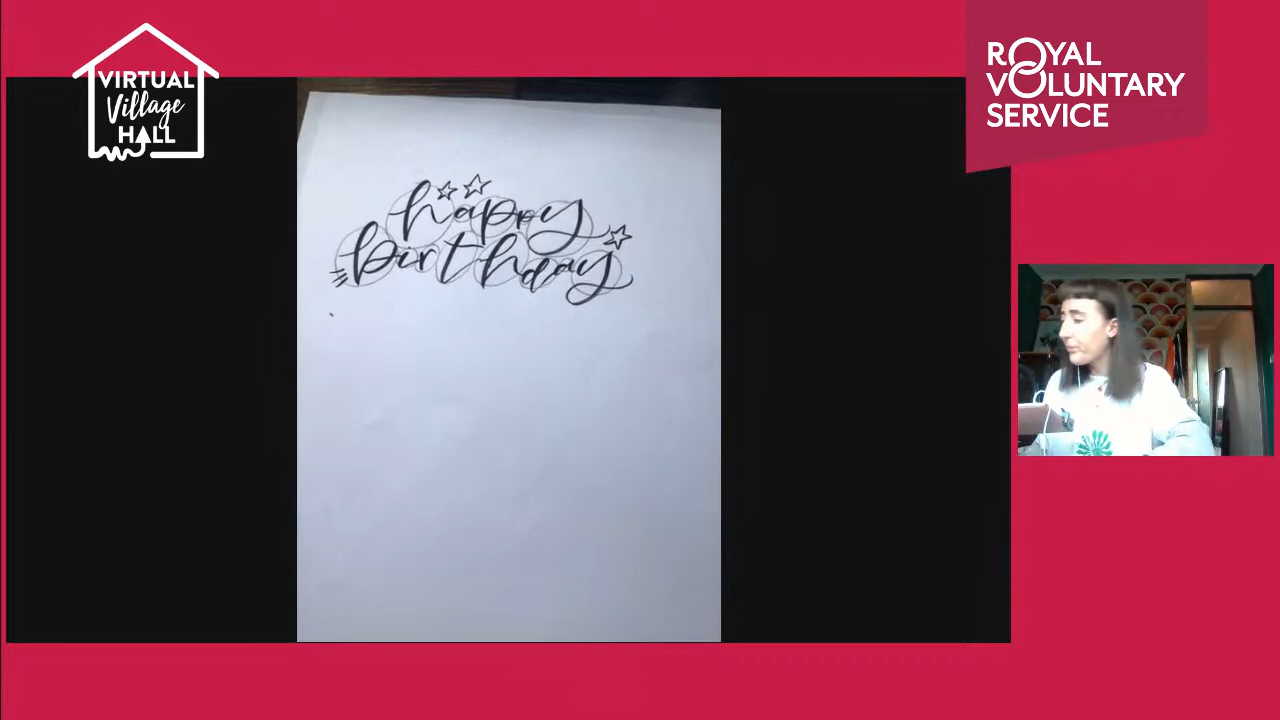 VIRTUAL
Village
HALL
ROYAL
VOLUNTARY
SERVICE
happy
birthday